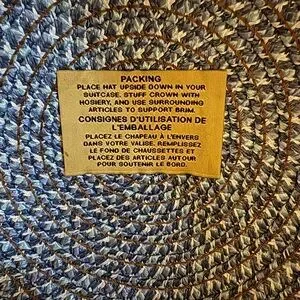 PACKING
PLACE HAT UPSIDE DOWN IN YOUR
SUITCASE, STUFF CROWN WITH
HOSIERY, AND USE SURROUNDING
ARTICLES TO SUPPORT BRIM.
CONSIGNES D'UTILISATION DE
L'EMBALLAGE
PLACEZ LE CHAPEAU À L'ENVERS
DANS VOTRE VALISE. REMPLISSEZ
LE FOND DE CHAUSSETTES ET
PLACEZ DES ARTICLES AUTOUR
POUR SOUTENIR LE BORD.